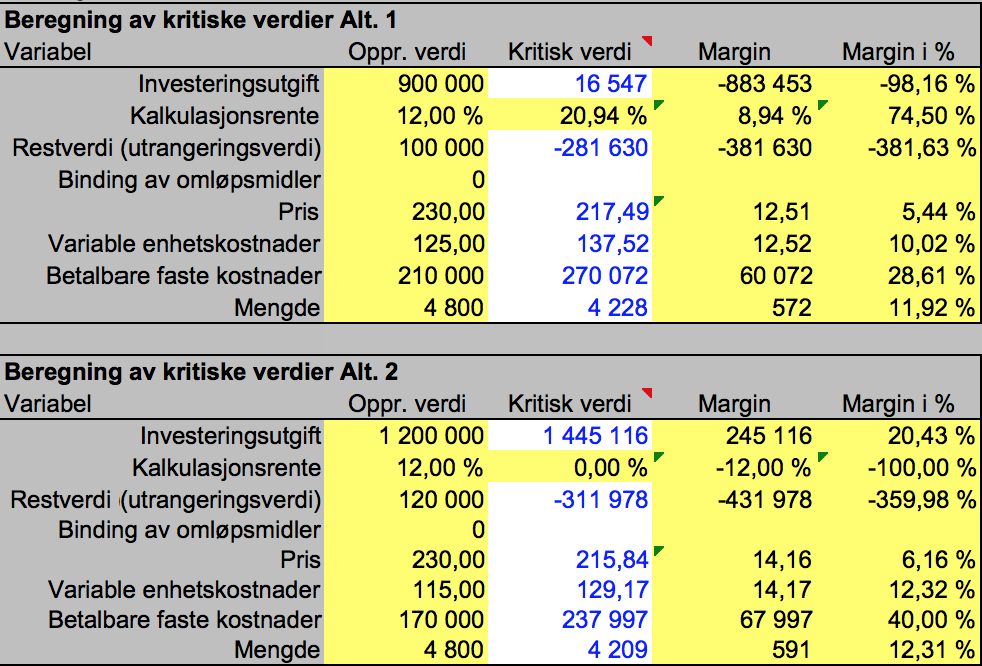 Beregning av kritiske verdier Alt. 1
Variabel Oppr. verdi Kritisk verdi Margin Margin i %
Investeringsutgift 900 000 16 547 -883 453 -98,16 %
Kalkulasjonsrente 12,00 % 20,94 % 8,94 % 74,50 %
Restverdi (utrangeringsverdi) 100 000 -281 630 -381 630 -381,63 %
Binding av omløpsmidler 0
Pris 230,00 217,49 12,51 5,44 %
Variable enhetskostnader 125,00 137,52 12,52 10,02 %
Betalbare faste kostnader 210 000 270 072 60 072 28,61 %
Mengde 4 800 4 228 572 11,92 %
Beregning av kritiske verdier Alt. 2
Variabel Oppr. verdi Kritisk verdi Margin Margin i %
Investeringsutgift 1 200 000 1 445 116 245 116 20,43 %
Kalkulasjonsrente 12,00 % 0,00 % -12,00 % -100,00 %
Restverdi (utrangeringsverdi) 120 000 -311 978 -431 978 -359,98 %
Binding av omløpsmidler 0
Pris 230,00 215,84 14,16 6,16 %
Variable enhetskostnader 115,00 129,17 14,17 12,32 %
Betalbare faste kostnader 170 000 237 997 67 997 40,00 %
Mengde 4 800 4 209 591 12,31 %